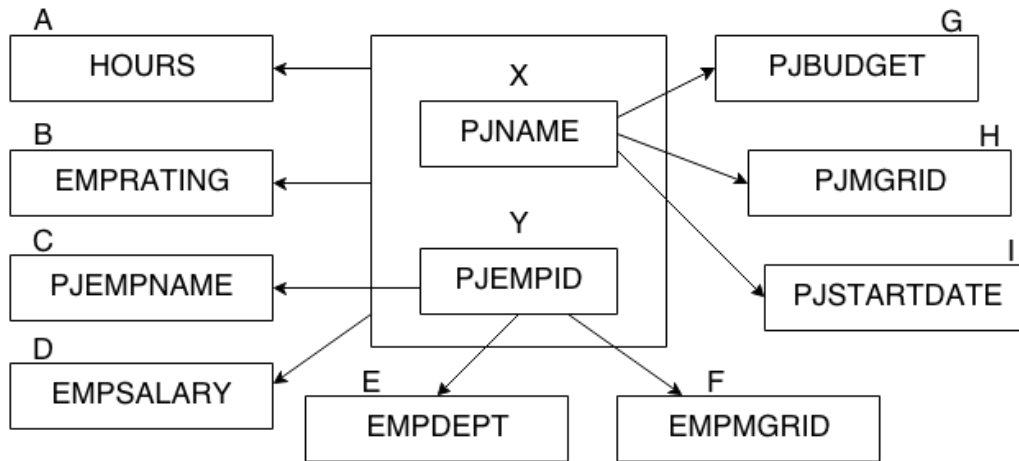 A
HOURS
B
EMPRATING
C
PJEMPNAME
D
EMPSALARY
X
PJNAME
Y
PJEMPID
E
EMPDEPT
F
EMPMGRID
G
PJBUDGET
H
PJMGRID
I
PJSTARTDATE